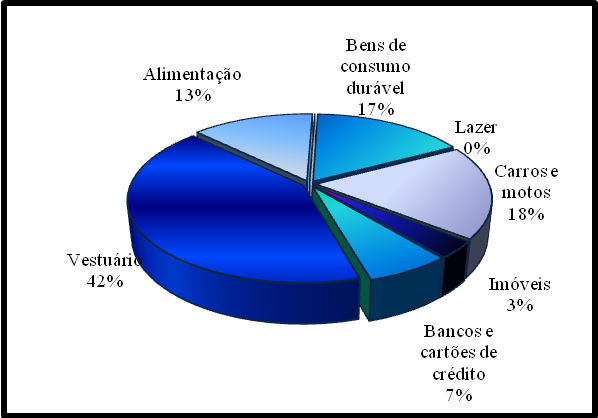 Bens de
consumo
durável
17%
Lazer
0%
Carros e
motos
18%
Imóveis
3%
Bancos e
cartões de
crédito
7%
Vestuário
42%
Alimentação
13%